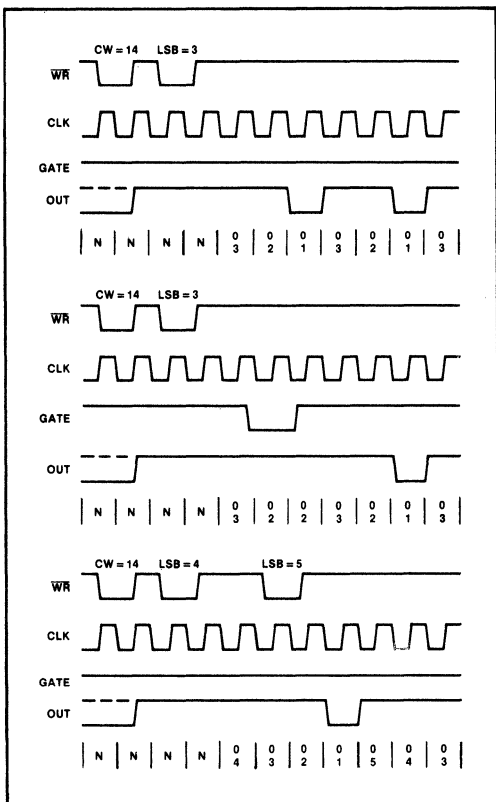 CW = 14 LSB = 3
WR
CLK
GATE
OUT
N N N N 0 0 0 0 0 0 0
3 2 1 3 2 1 3
CW = 14 LSB = 3
WR
CLK
GATE
OUT
N N N N 0 0 0 0 0 0 0
3 2 2 3 2 1 3
CW = 14 LSB = 4 LSB = 5
WR
CLK
GATE
OUT
N N N N 0 0 0 0 0 0 0
4 3 2 1 5 4 3